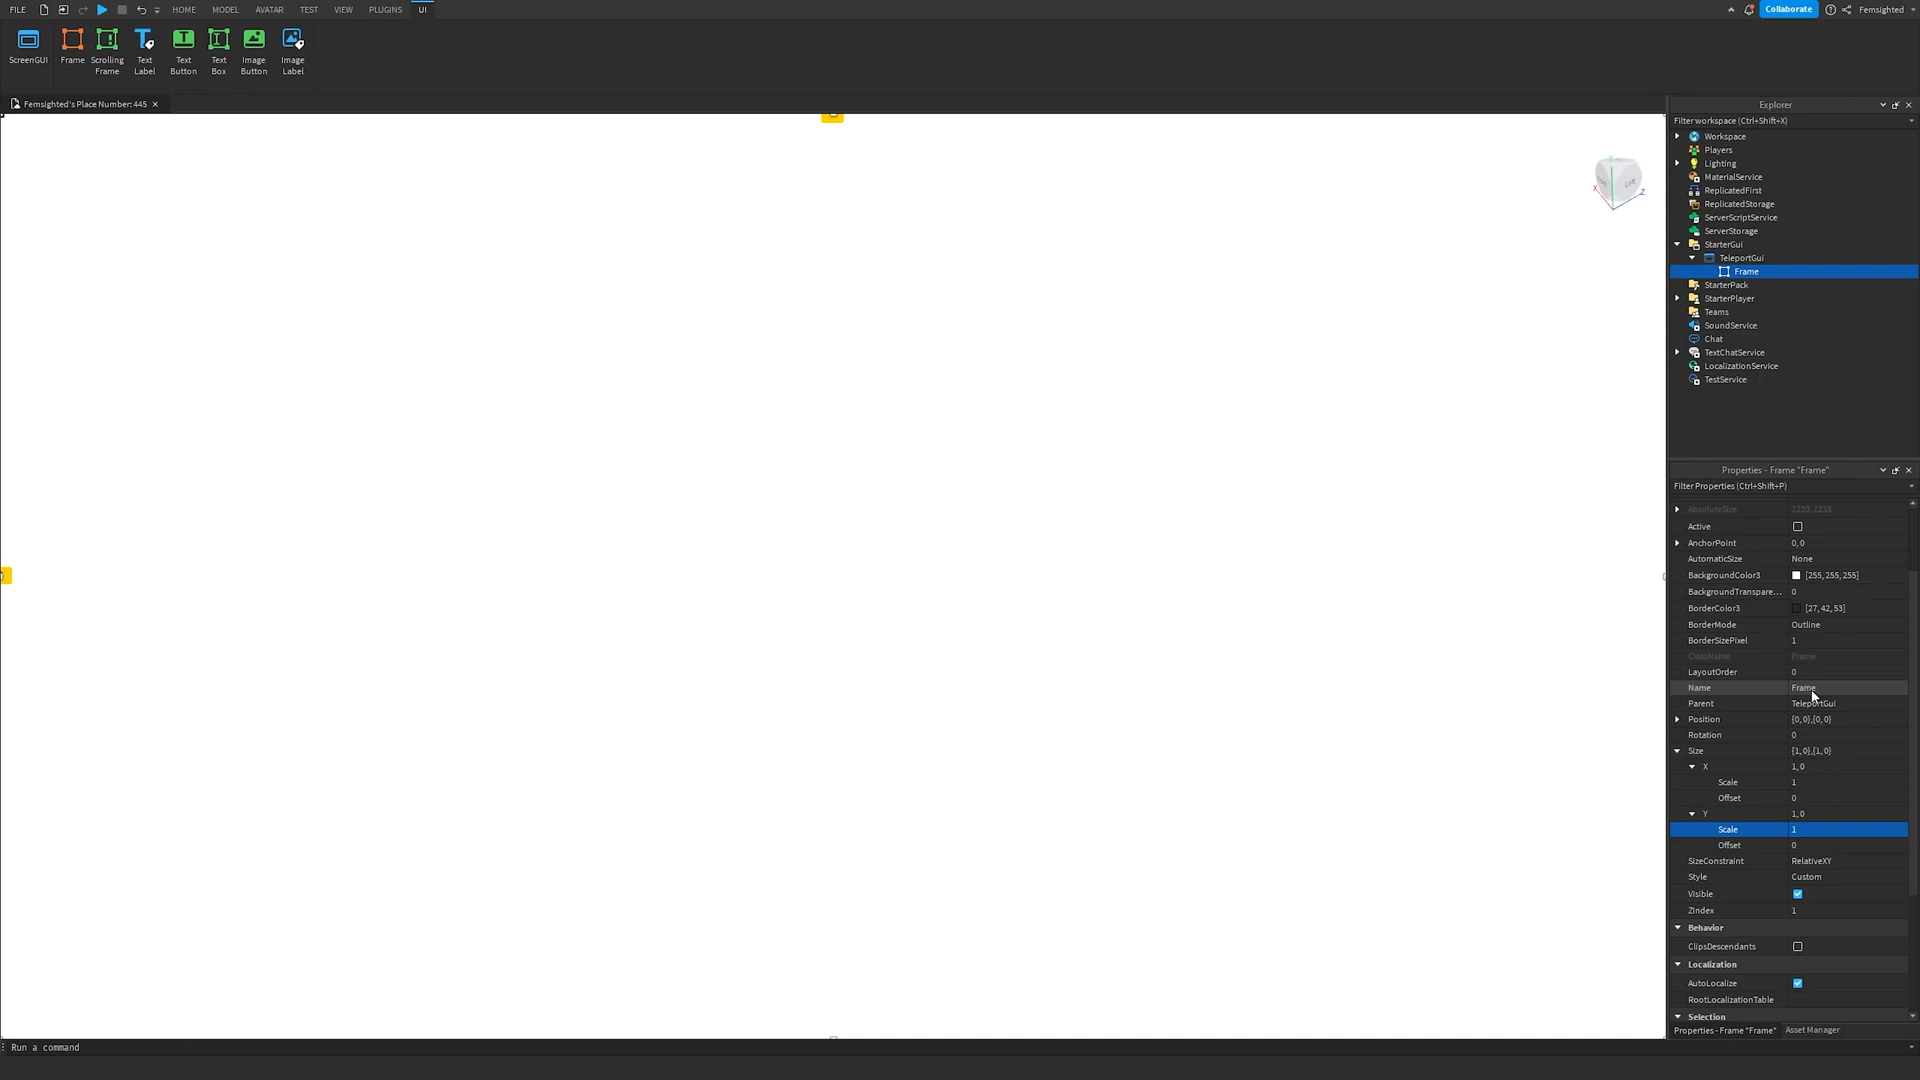 FILE HOME MODEL AVATAR TEST VIEW PLUGINS UI Collaborate Femsighted
ScreenGUI Frame Scrolling Frame Text Label Text Button Text Box Image Button Image Label
Femsighted's Place Number: 445
Explorer
Filter workspace (Ctrl+Shift+X)
Workspace
Players
Lighting
MaterialService
ReplicatedFirst
ReplicatedStorage
ServerScriptService
ServerStorage
StarterGui
TeleportGui
Frame
StarterPack
StarterPlayer
Teams
SoundService
Chat
TextChatService
LocalizationService
TestService
X Left Z
Properties - Frame "Frame"
Filter Properties (Ctrl+Shift+P)
AbsoluteSize 2220, 1233
Active
AnchorPoint 0, 0
AutomaticSize None
BackgroundColor3 [255, 255, 255]
BackgroundTranspare... 0
BorderColor3 [27, 42, 53]
BorderMode Outline
BorderSizePixel 1
ClassName Frame
LayoutOrder 0
Name Frame
Parent TeleportGui
Position {0, 0},{0, 0}
Rotation 0
Size {1, 0},{1, 0}
X 1, 0
Scale 1
Offset 0
Y 1, 0
Scale 1
Offset 0
SizeConstraint RelativeXY
Style Custom
Visible
ZIndex 1
Behavior
ClipsDescendants
Localization
AutoLocalize
RootLocalizationTable
Selection
Properties - Frame "Frame" Asset Manager
Run a command